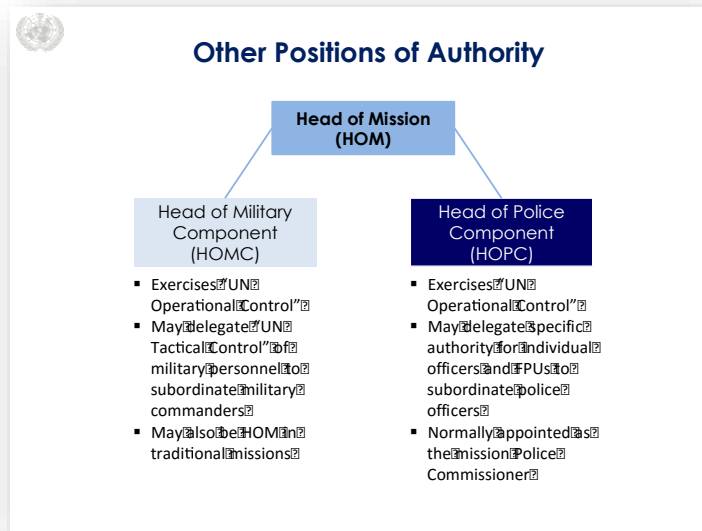 Other Positions of Authority
Head of Mission
(HOM)
Head of Military
Component
(HOMC)
Exercises “UN
Operational Control”
May delegate “UN
Tactical Control” of
military personnel to
subordinate military
commanders
May also be HOM in
traditional missions
Head of Police
Component
(HOPC)
Exercises “UN
Operational Control”
May delegate specific
authority for individual
officers and FPUs to
subordinate police
officers
Normally appointed as
the mission Police
Commissioner